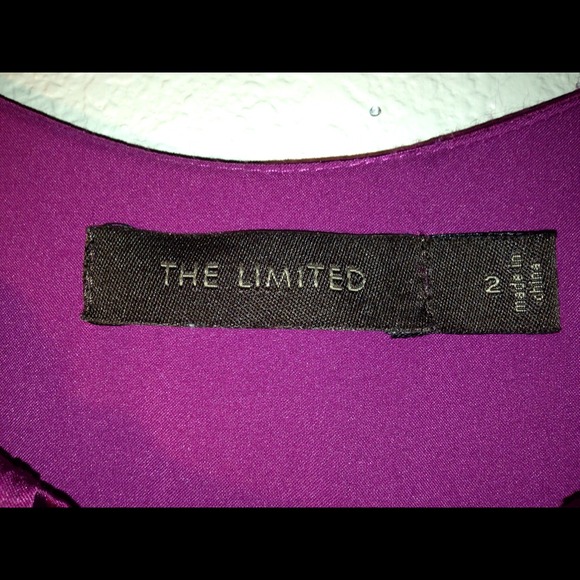 THE LIMITED
2
made in
china